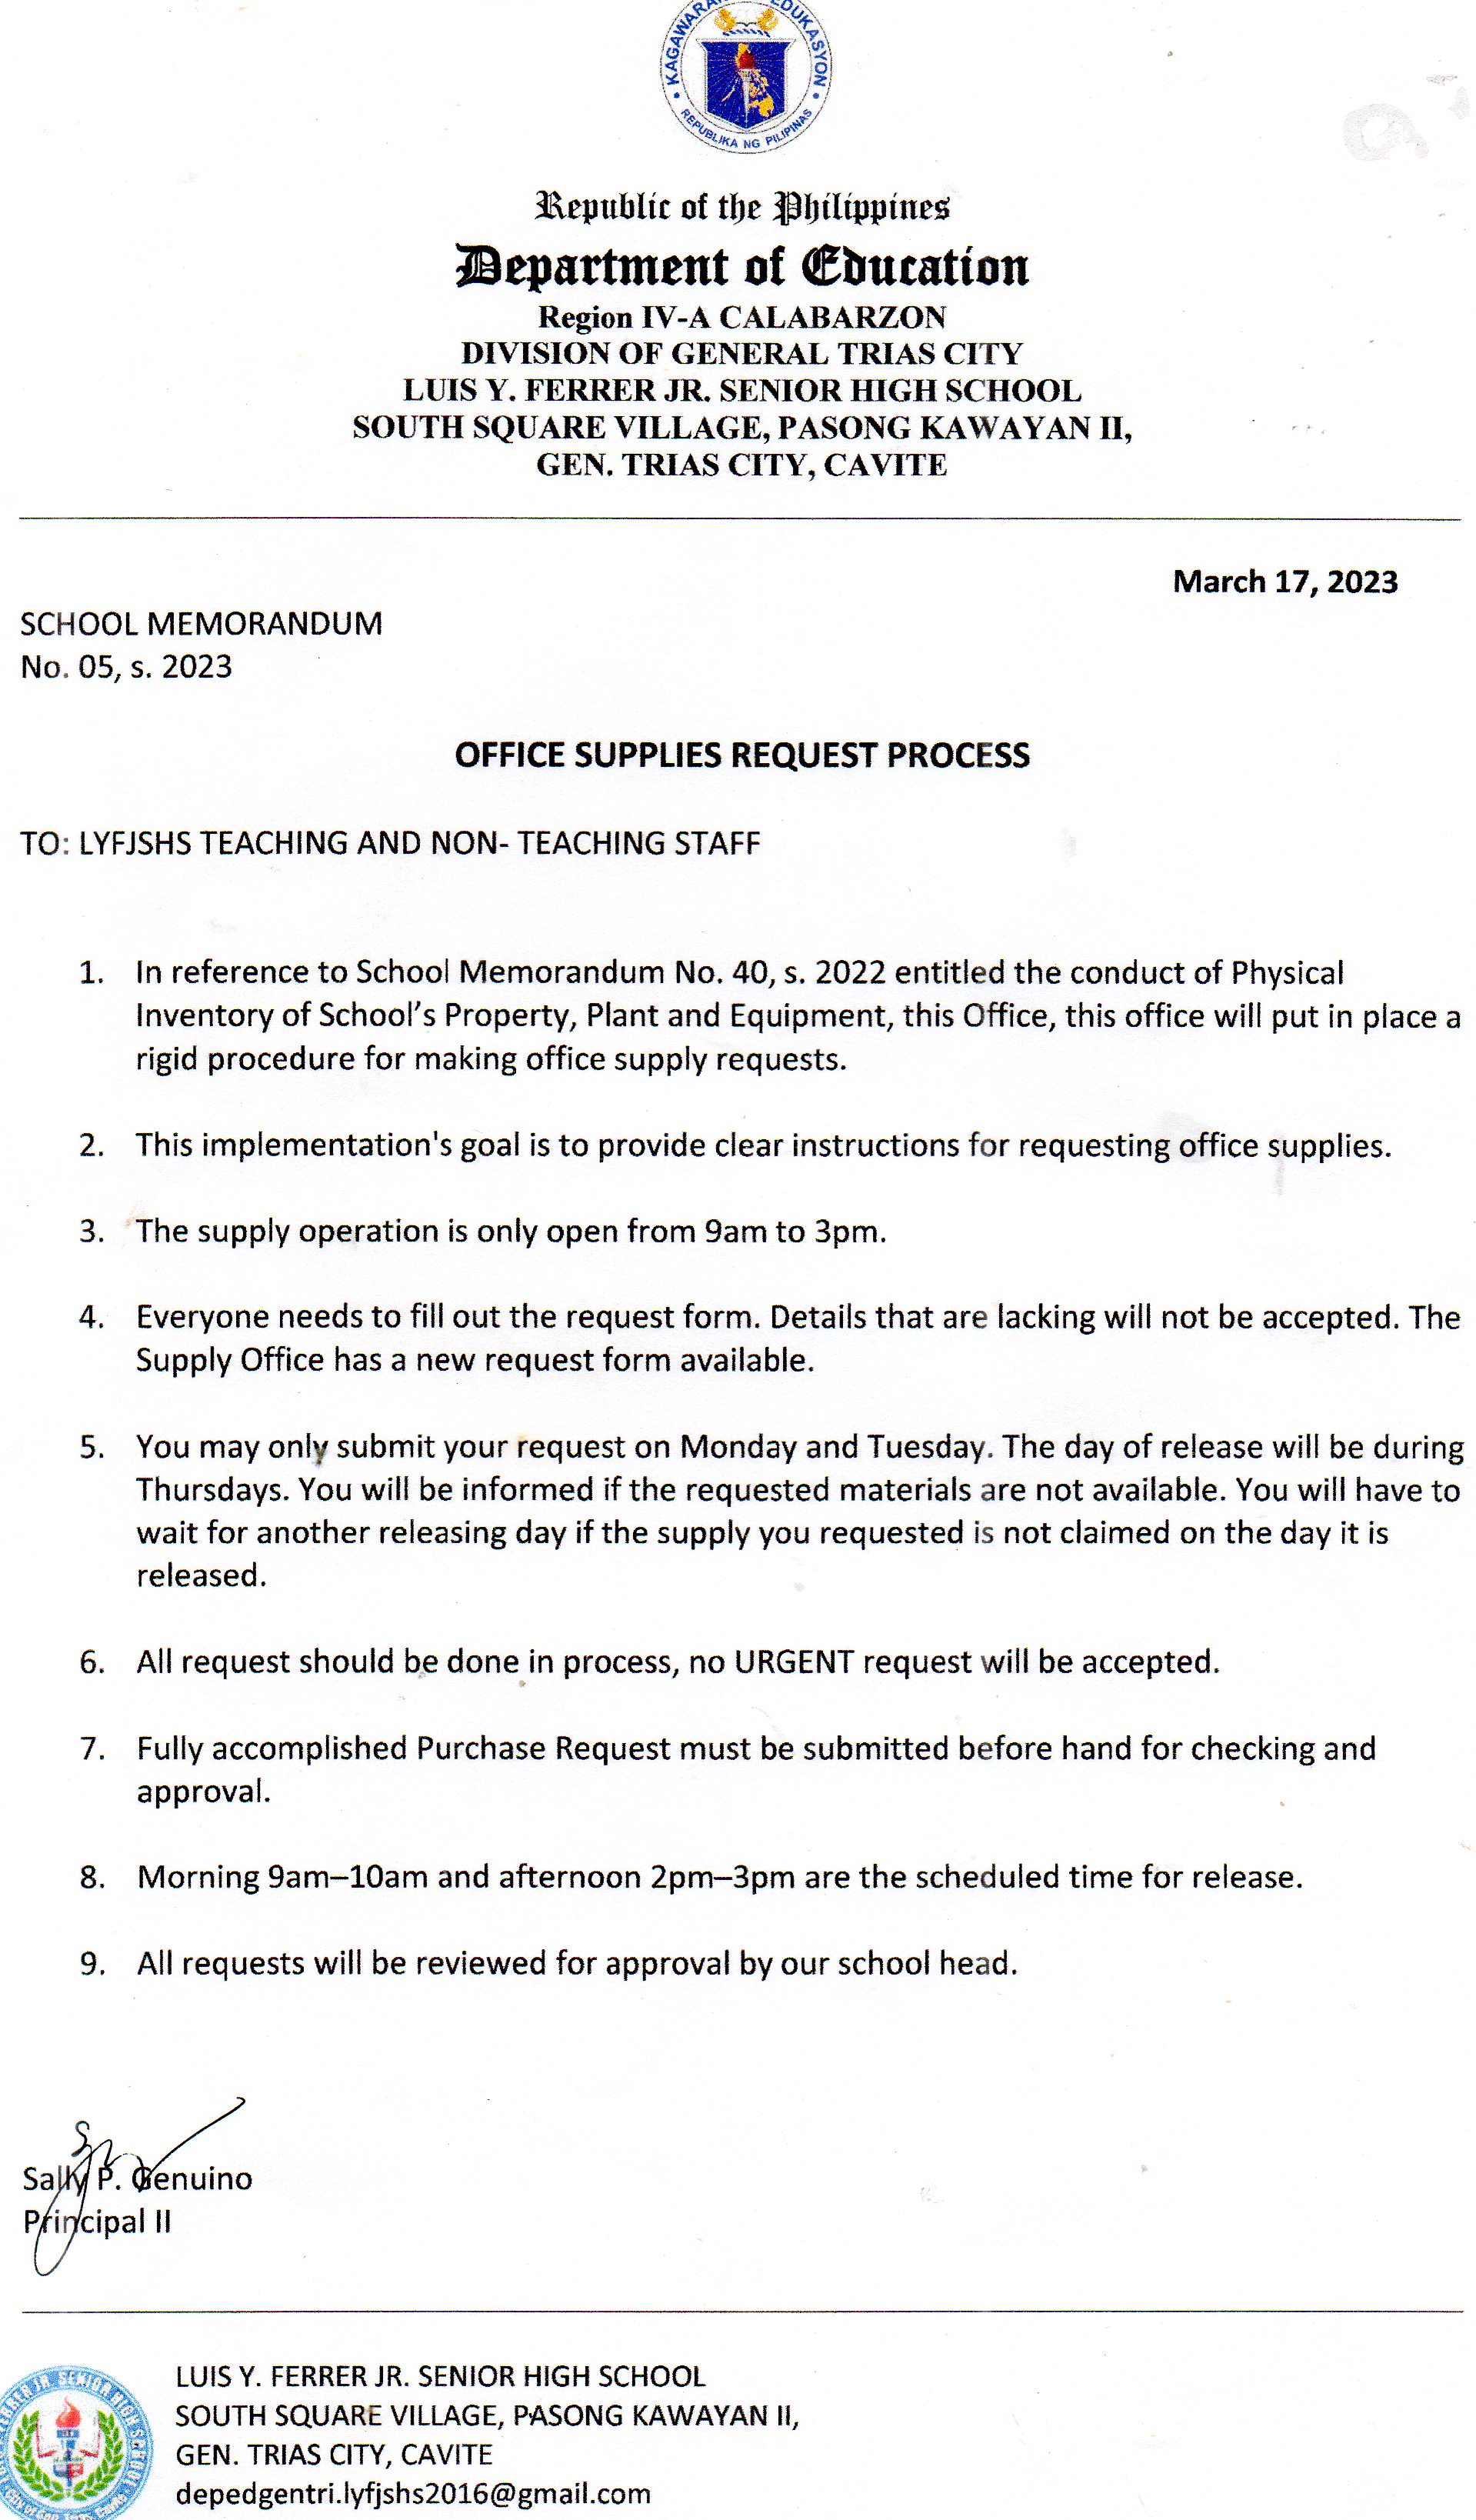 KAGAWARAN EDUKASYON
REPUBLIKA NG PILIPINAS
Republic of the Philippines
Department of Education
Region IV-A CALABARZON
DIVISION OF GENERAL TRIAS CITY
LUIS Y. FERRER JR. SENIOR HIGH SCHOOL
SOUTH SQUARE VILLAGE, PASONG KAWAYAN II,
GEN. TRIAS CITY, CAVITE
March 17, 2023
SCHOOL MEMORANDUM
No. 05, s. 2023
OFFICE SUPPLIES REQUEST PROCESS
TO: LYFJSHS TEACHING AND NON- TEACHING STAFF
1. In reference to School Memorandum No. 40, s. 2022 entitled the conduct of Physical
Inventory of School's Property, Plant and Equipment, this Office, this office will put in place a
rigid procedure for making office supply requests.
2. This implementation's goal is to provide clear instructions for requesting office supplies.
3. The supply operation is only open from 9am to 3pm.
4. Everyone needs to fill out the request form. Details that are lacking will not be accepted. The
Supply Office has a new request form available.
5. You may only submit your request on Monday and Tuesday. The day of release will be during
Thursdays. You will be informed if the requested materials are not available. You will have to
wait for another releasing day if the supply you requested is not claimed on the day it is
released.
6. All request should be done in process, no URGENT request will be accepted.
7. Fully accomplished Purchase Request must be submitted before hand for checking and
approval.
8. Morning 9am–10am and afternoon 2pm–3pm are the scheduled time for release.
9. All requests will be reviewed for approval by our school head.
Sally P. Genuino
Principal II
FERRER JR. SENIOR HIGH SCHOOL
LUIS Y. FERRER JR. SENIOR HIGH SCHOOL
SOUTH SQUARE VILLAGE, PASONG KAWAYAN II,
GEN. TRIAS CITY, CAVITE
depedgentri.lyfjshs2016@gmail.com